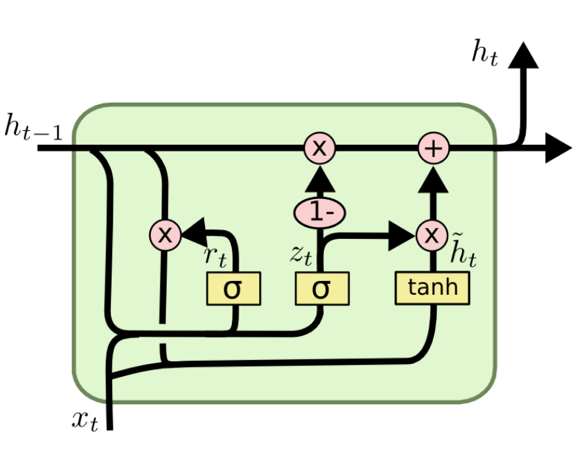 h_t
h_{t-1}
x
+
1-
x
r_t
z_t
x
h̃_t
σ
σ
tanh
x_t